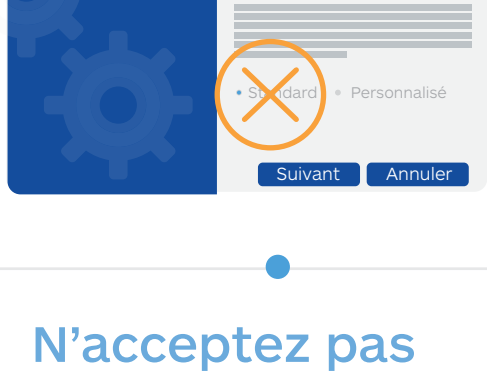 • Standard • Personnalisé
Suivant Annuler
N'acceptez pas